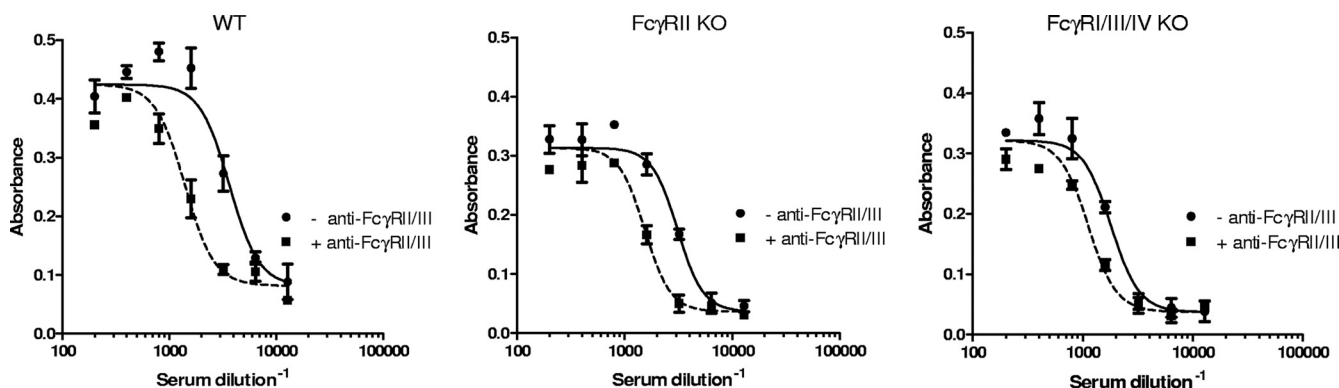 WT
Absorbance
0.5
0.4
0.3
0.2
0.1
0.0
100
1000
10000
100000
Serum dilution⁻¹
- anti-FcγRII/III
+ anti-FcγRII/III
FcγRII KO
Absorbance
0.5
0.4
0.3
0.2
0.1
0.0
100
1000
10000
100000
Serum dilution⁻¹
- anti-FcγRII/III
+ anti-FcγRII/III
FcγRI/III/IV KO
Absorbance
0.5
0.4
0.3
0.2
0.1
0.0
100
1000
10000
100000
Serum dilution⁻¹
- anti-FcγRII/III
+ anti-FcγRII/III